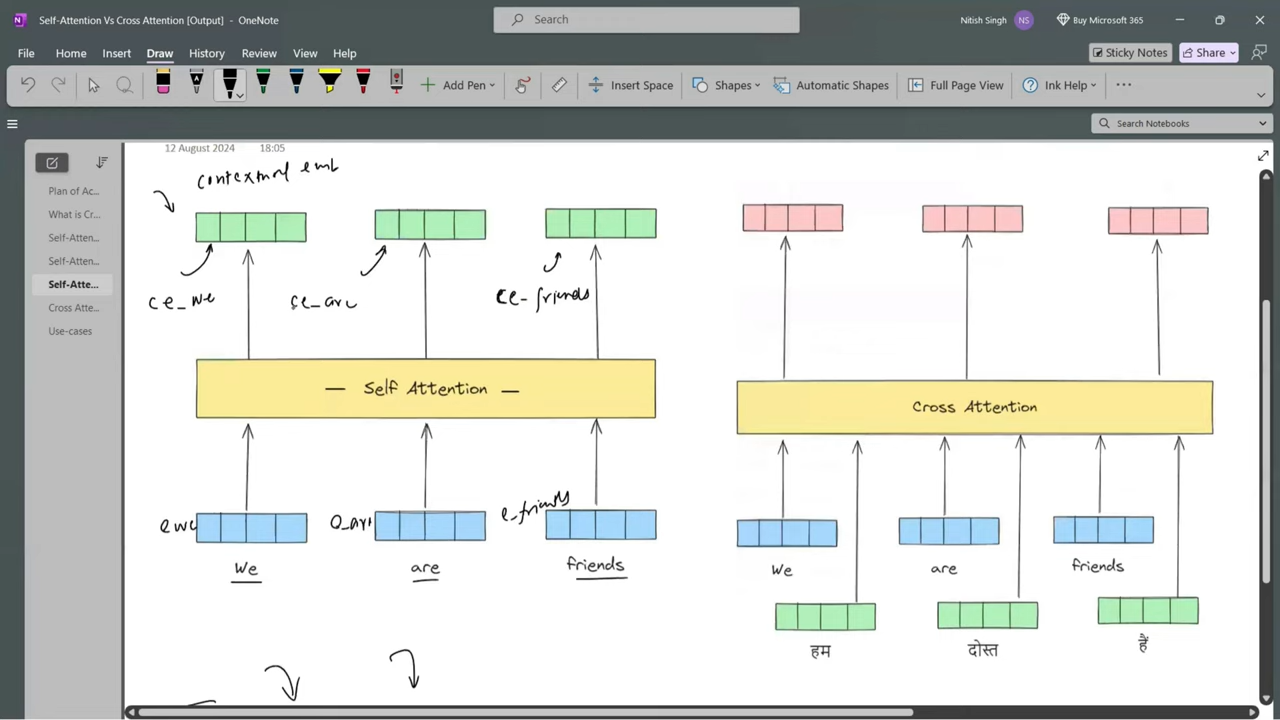 Self-Attention Vs Cross Attention [Output] - OneNote
Search
Nitish Singh
NS
Buy Microsoft 365
File Home Insert Draw History Review View Help
Sticky Notes
Share
Add Pen
Insert Space
Shapes
Automatic Shapes
Full Page View
Ink Help
Search Notebooks
Plan of Ac...
What is Cr...
Self-Atten...
Self-Atten...
Self-Atte...
Cross Atte...
Use-cases
12 August 2024 18:05
contextual emb
ce_we
ce_are
ce-friends
Self Attention
e_friends
We are friends
Cross Attention
We are friends
हम दोस्त हैं